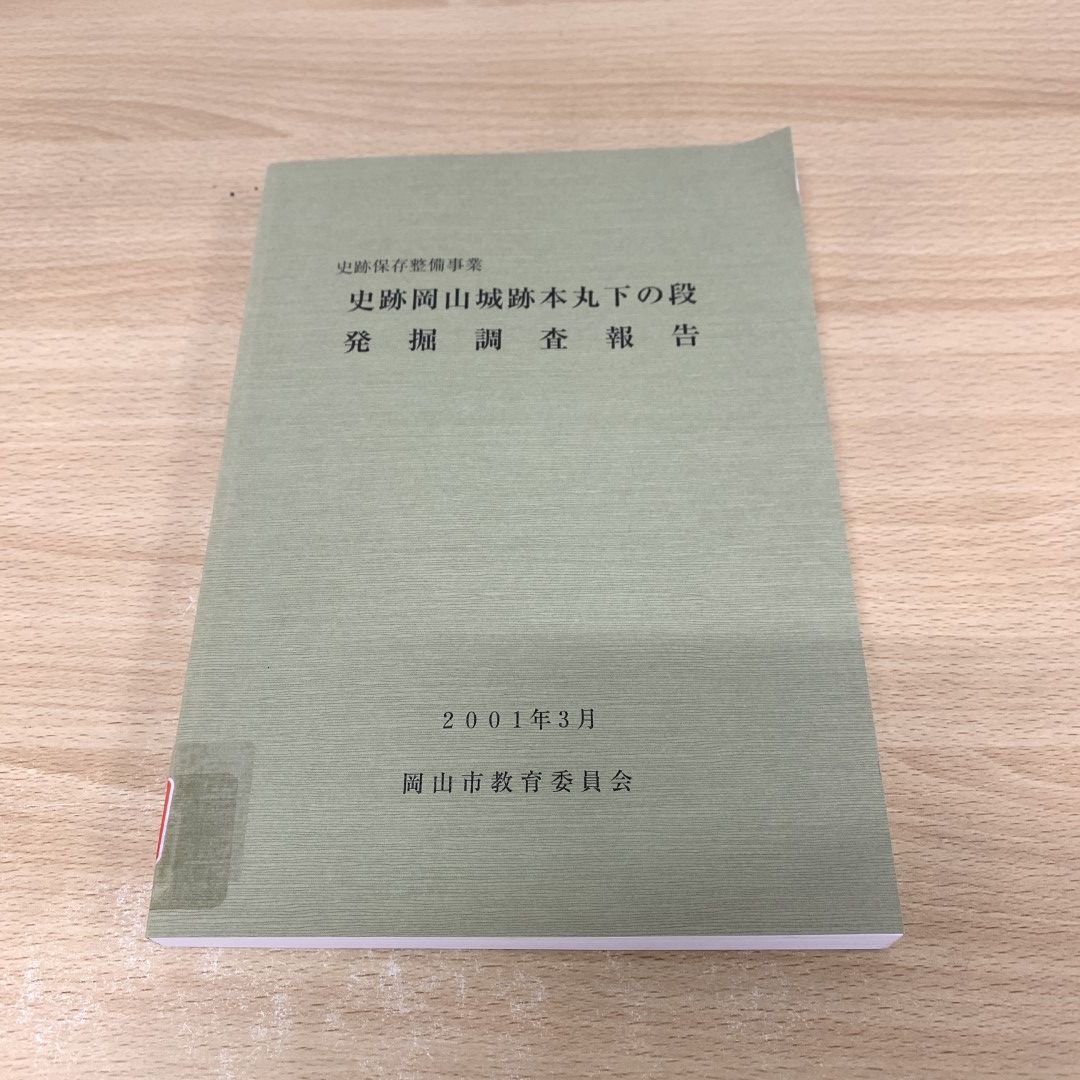 史跡保存整備事業
史跡岡山城跡本丸下の段
発掘調査報告
2001年3月
岡山市教育委員会